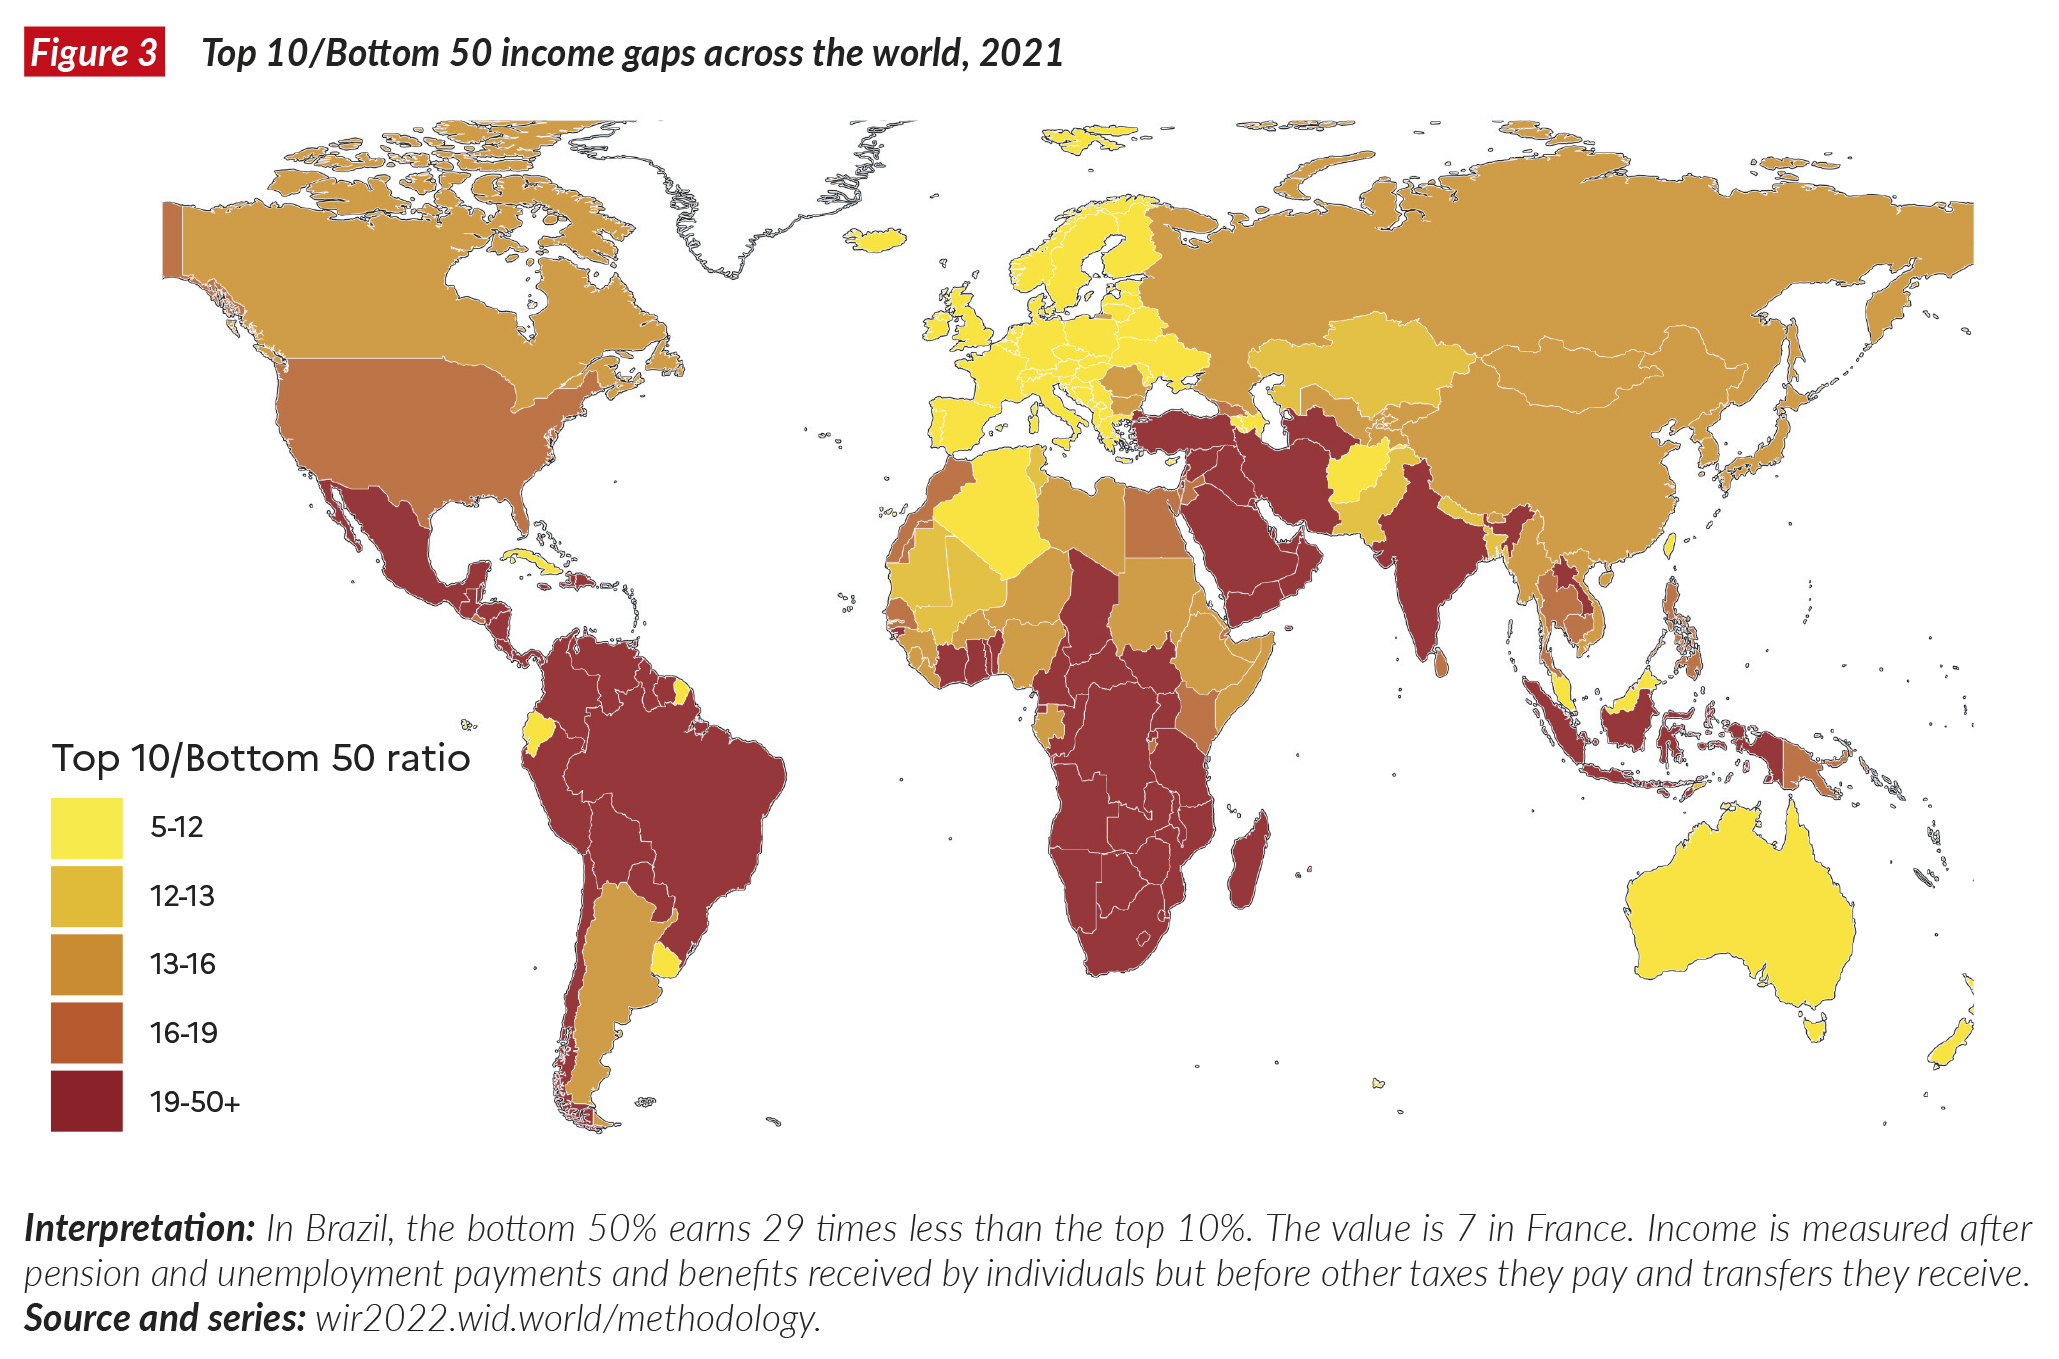 Figure 3 Top 10/Bottom 50 income gaps across the world, 2021
Top 10/Bottom 50 ratio
5-12
12-13
13-16
16-19
19-50+
Interpretation: In Brazil, the bottom 50% earns 29 times less than the top 10%. The value is 7 in France. Income is measured after
pension and unemployment payments and benefits received by individuals but before other taxes they pay and transfers they receive.
Source and series: wir2022.wid.world/methodology.